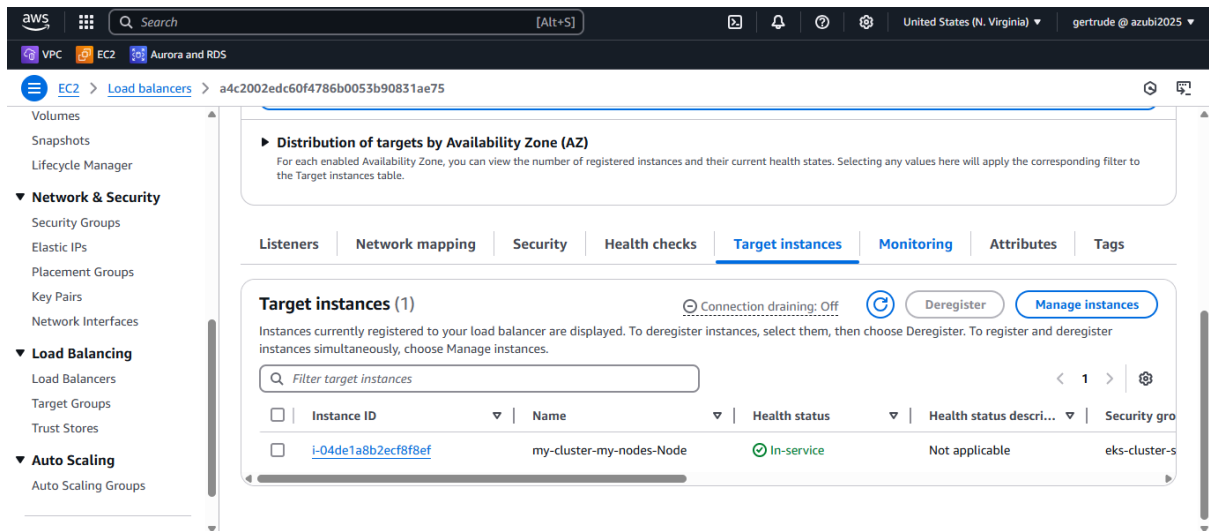 aws
Search [Alt+S] United States (N. Virginia) gertrude @ azubi2025
VPC EC2 Aurora and RDS
EC2 > Load balancers > a4c2002edc60f4786b0053b90831ae75
Volumes
Snapshots
Lifecycle Manager
Network & Security
Security Groups
Elastic IPs
Placement Groups
Key Pairs
Network Interfaces
Load Balancing
Load Balancers
Target Groups
Trust Stores
Auto Scaling
Auto Scaling Groups
Distribution of targets by Availability Zone (AZ)
For each enabled Availability Zone, you can view the number of registered instances and their current health states. Selecting any values here will apply the corresponding filter to
the Target instances table.
Listeners Network mapping Security Health checks Target instances Monitoring Attributes Tags
Target instances (1) Connection draining: Off Deregister Manage instances
Instances currently registered to your load balancer are displayed. To deregister instances, select them, then choose Deregister. To register and deregister
instances simultaneously, choose Manage instances.
Filter target instances < 1 >
Instance ID Name Health status Health status descri... Security gro
i-04de1a8b2ecf8f8ef my-cluster-my-nodes-Node In-service Not applicable eks-cluster-s